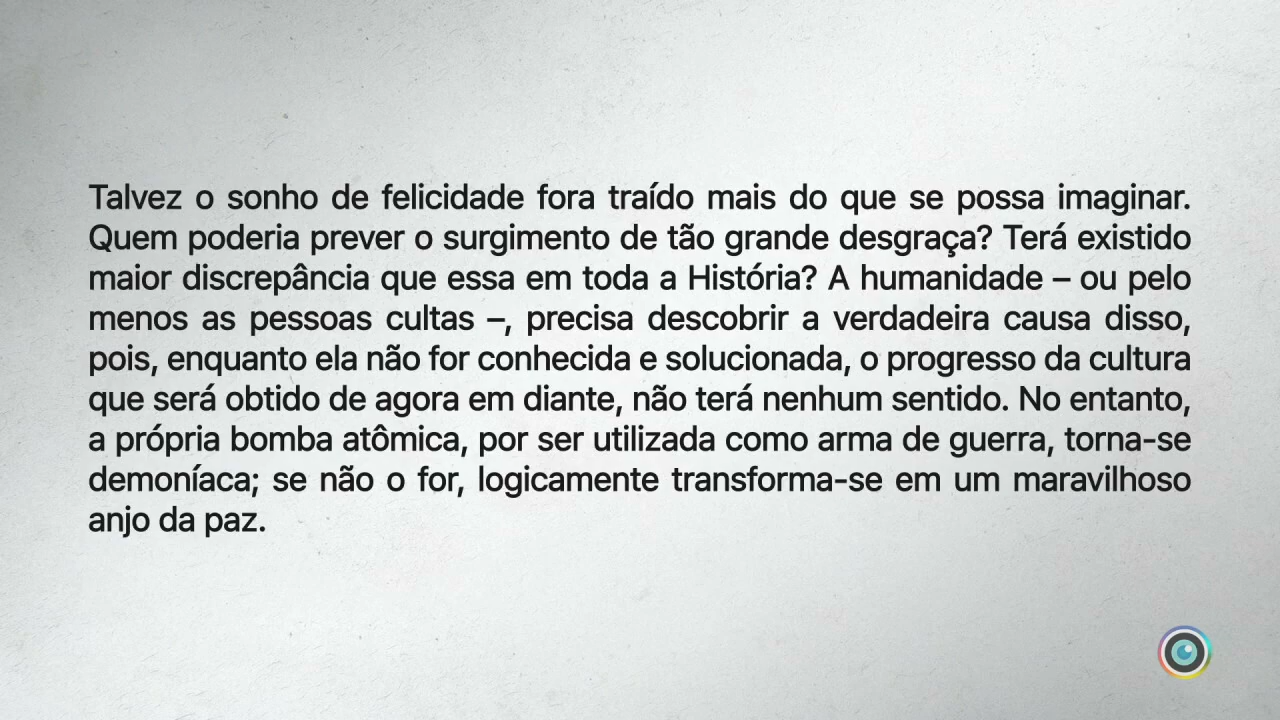 Talvez o sonho de felicidade fora traído mais do que se possa imaginar.
Quem poderia prever o surgimento de tão grande desgraça? Terá existido
maior discrepância que essa em toda a História? A humanidade – ou pelo
menos as pessoas cultas –, precisa descobrir a verdadeira causa disso,
pois, enquanto ela não for conhecida e solucionada, o progresso da cultura
que será obtido de agora em diante, não terá nenhum sentido. No entanto,
a própria bomba atômica, por ser utilizada como arma de guerra, torna-se
demoníaca; se não o for, logicamente transforma-se em um maravilhoso
anjo da paz.